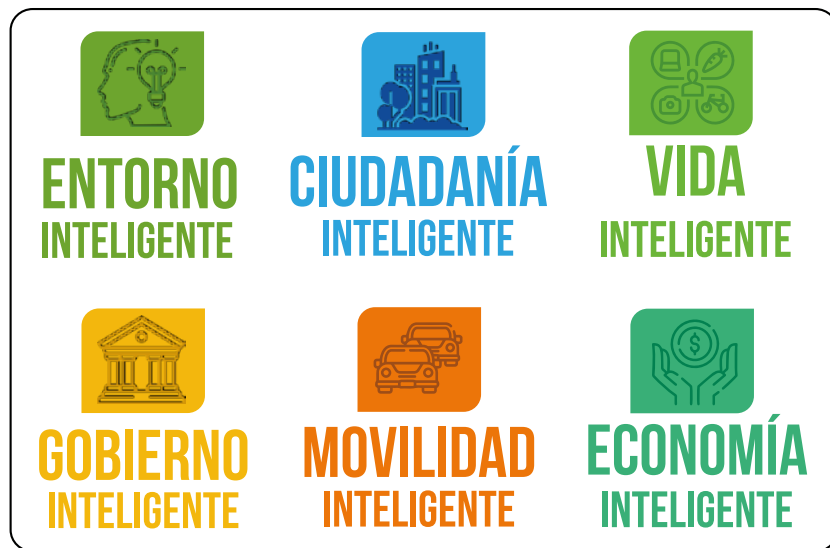 ENTORNO
INTELIGENTE
CIUDADANÍA
INTELIGENTE
VIDA
INTELIGENTE
GOBIERNO
INTELIGENTE
MOVILIDAD
INTELIGENTE
$
ECONOMÍA
INTELIGENTE